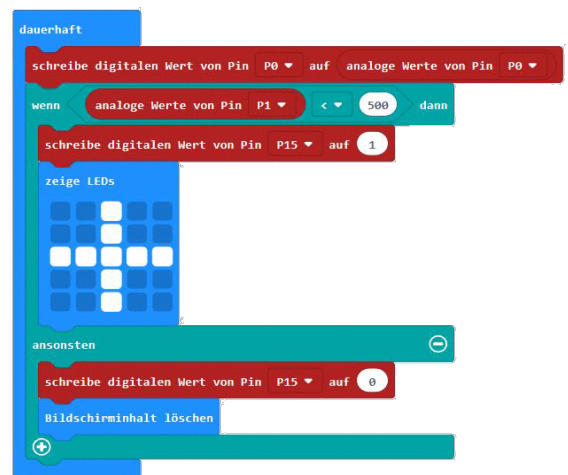 dauerhaft
schreibe digitalen Wert von Pin P0 auf analoge Werte von Pin P0
wenn analoge Werte von Pin P1 < 500 dann
schreibe digitalen Wert von Pin P15 auf 1
zeige LEDs
ansonsten
schreibe digitalen Wert von Pin P15 auf 0
Bildschirminhalt löschen